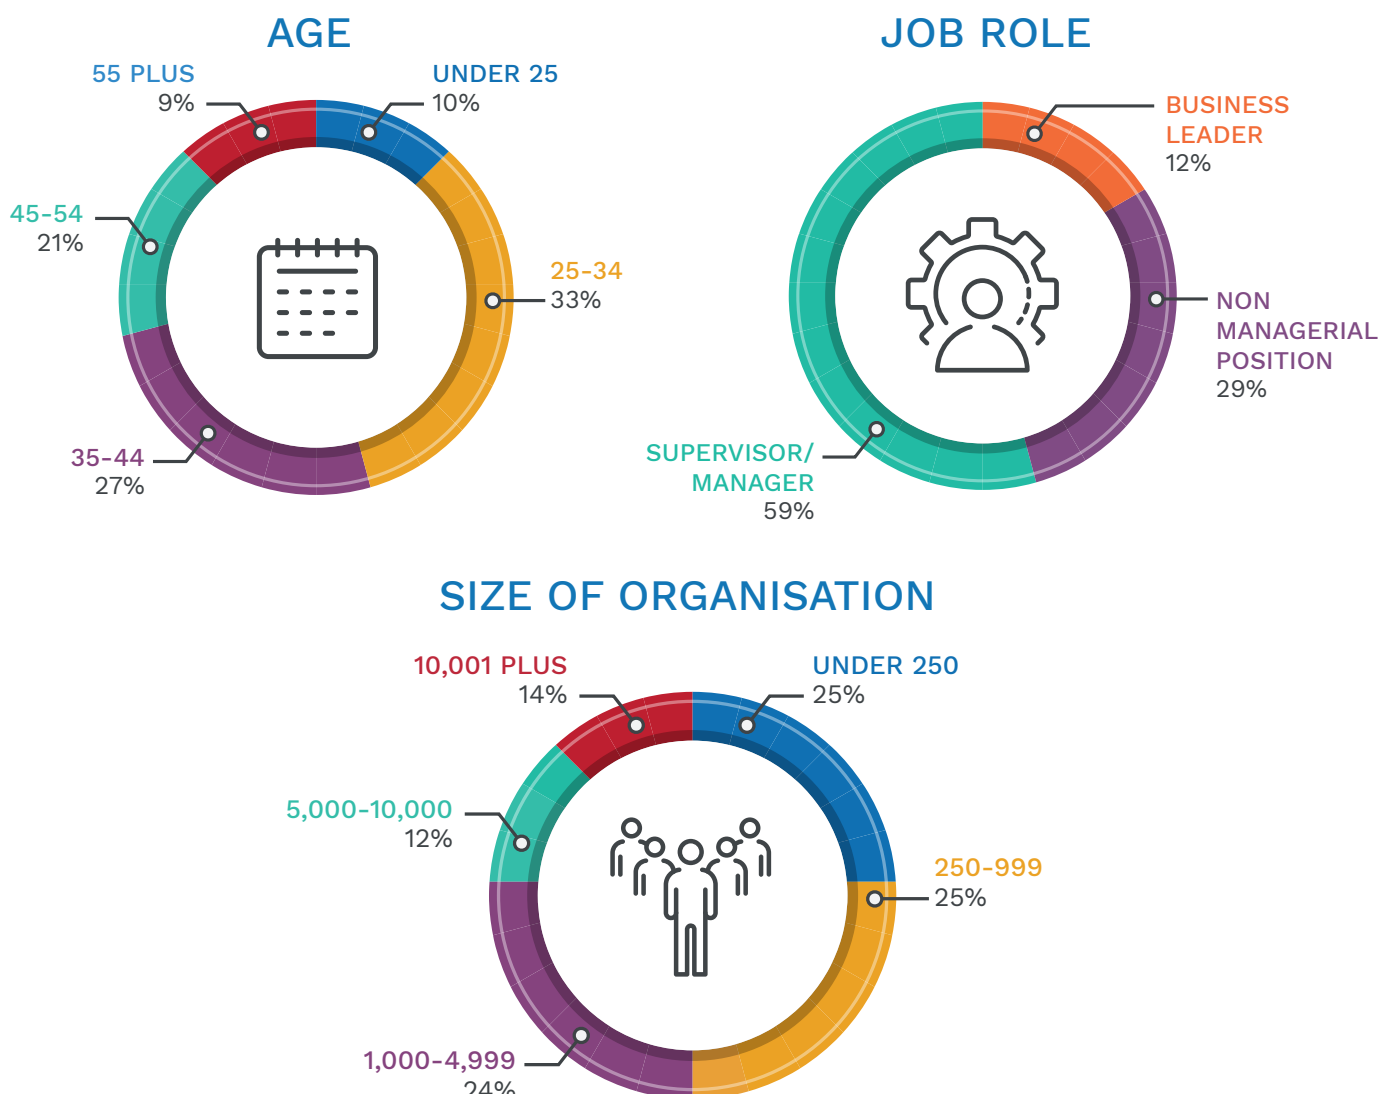 AGE
55 PLUS
9%
UNDER 25
10%
45-54
21%
25-34
33%
35-44
27%
JOB ROLE
BUSINESS
LEADER
12%
NON
MANAGERIAL
POSITION
29%
SUPERVISOR/
MANAGER
59%
SIZE OF ORGANISATION
10,001 PLUS
14%
UNDER 250
25%
5,000-10,000
12%
250-999
25%
1,000-4,999
24%